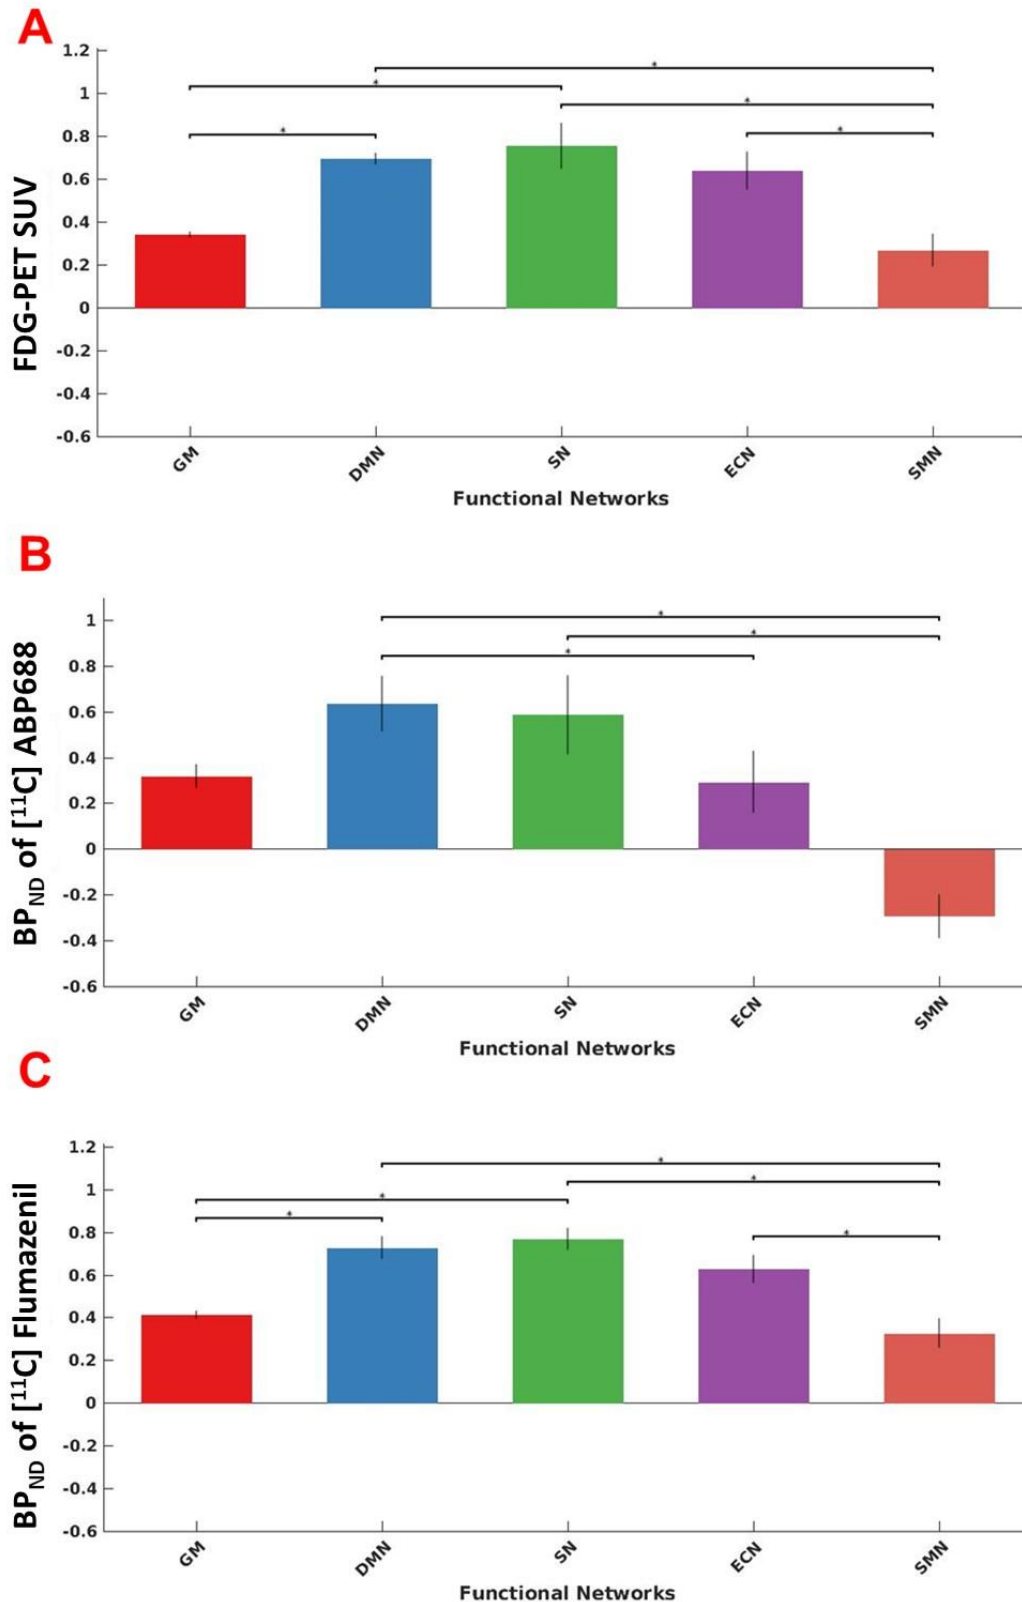 A
FDG-PET SUV
1.2
1
0.8
0.6
0.4
0.2
0
-0.2
-0.4
-0.6
*
*
*
*
*
GM
DMN
SN
ECN
SMN
Functional Networks
B
BPND of [11C] ABP688
1
0.8
0.6
0.4
0.2
0
-0.2
-0.4
-0.6
*
*
*
GM
DMN
SN
ECN
SMN
Functional Networks
C
BPND of [11C] Flumazenil
1.2
1
0.8
0.6
0.4
0.2
0
-0.2
-0.4
-0.6
*
*
*
*
*
GM
DMN
SN
ECN
SMN
Functional Networks